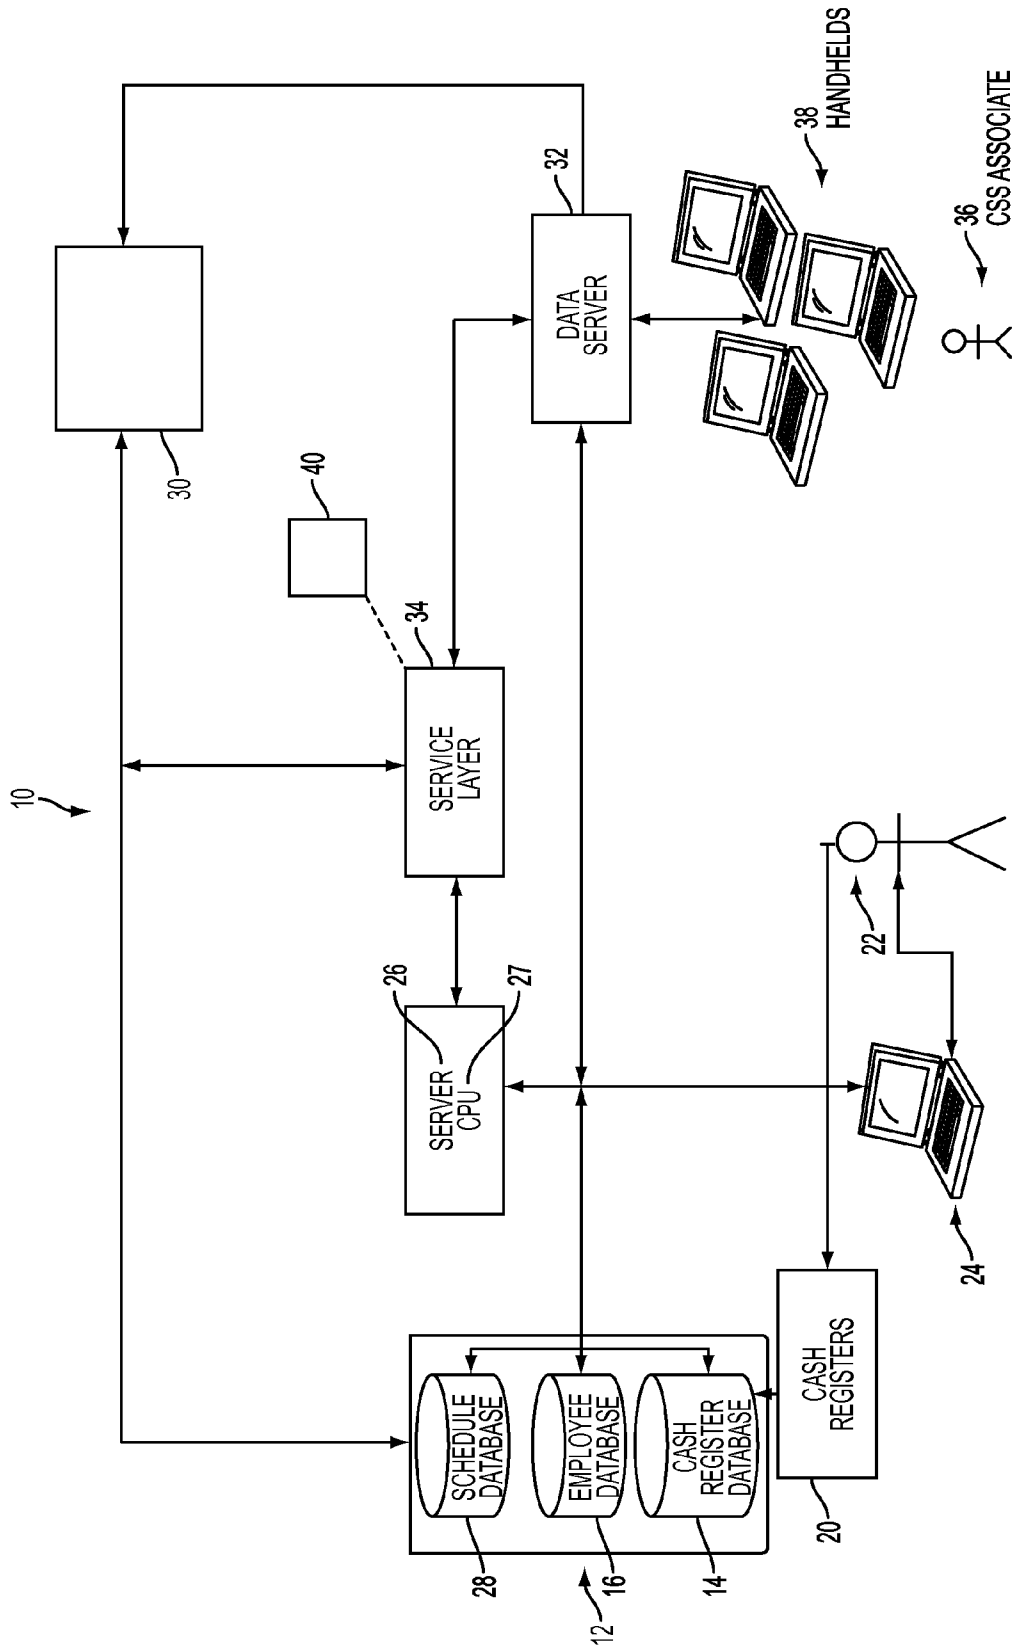 10
30
40
32
DATA
SERVER
34
SERVICE
LAYER
26
27
SERVER
CPU
38
HANDHELDS
36
CSS ASSOCIATE
22
24
SCHEDULE
DATABASE
28
EMPLOYEE
DATABASE
16
CASH
REGISTER
DATABASE
14
12
CASH
REGISTERS
20